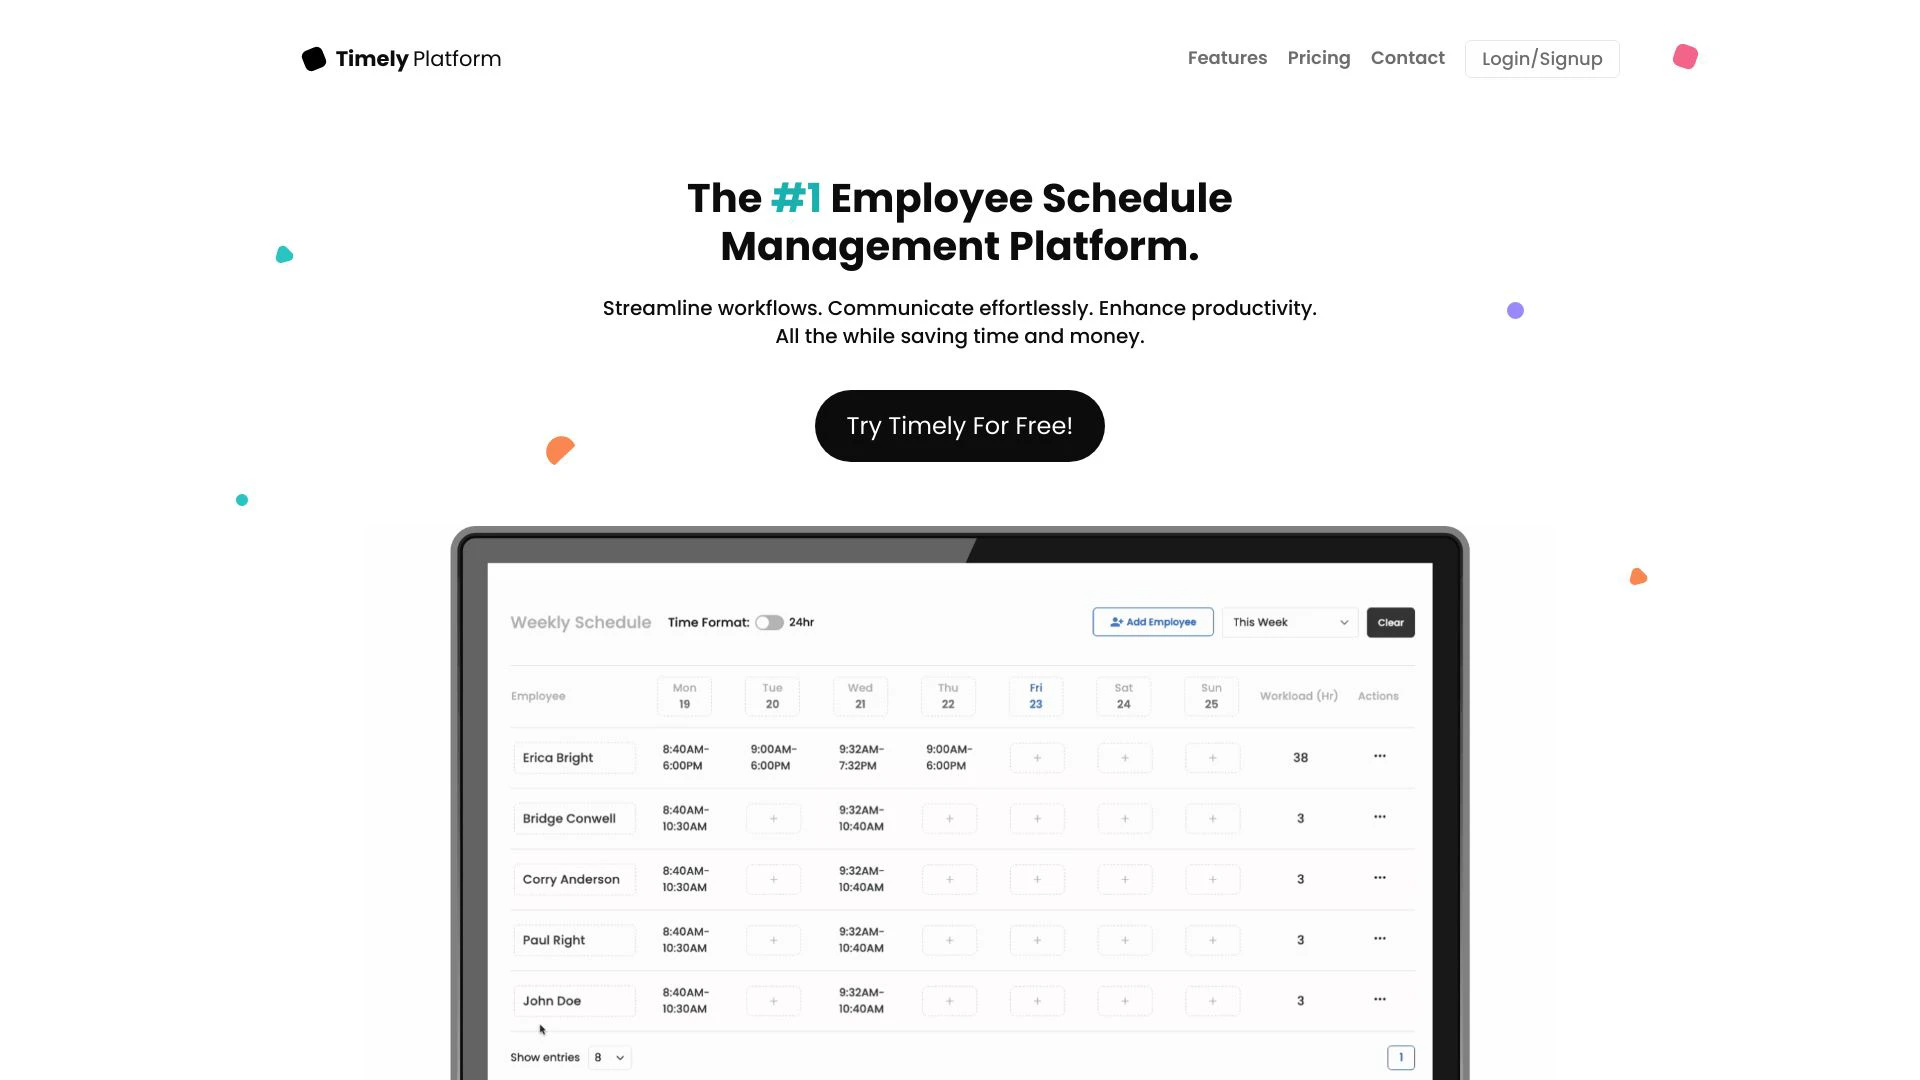 Timely Platform
Features Pricing Contact Login/Signup
The #1 Employee Schedule
Management Platform.
Streamline workflows. Communicate effortlessly. Enhance productivity.
All the while saving time and money.
Try Timely For Free!
Weekly Schedule Time Format: 24hr Add Employee This Week Clear
Employee Mon 19 Tue 20 Wed 21 Thu 22 Fri 23 Sat 24 Sun 25 Workload (Hr) Actions
Erica Bright 8:40AM-6:00PM 9:00AM-6:00PM 9:32AM-7:32PM 9:00AM-6:00PM + + + 38 ...
Bridge Conwell 8:40AM-10:30AM + 9:32AM-10:40AM + + + + 3 ...
Corry Anderson 8:40AM-10:30AM + 9:32AM-10:40AM + + + + 3 ...
Paul Right 8:40AM-10:30AM + 9:32AM-10:40AM + + + + 3 ...
John Doe 8:40AM-10:30AM + 9:32AM-10:40AM + + + + 3 ...
Show entries 8 1